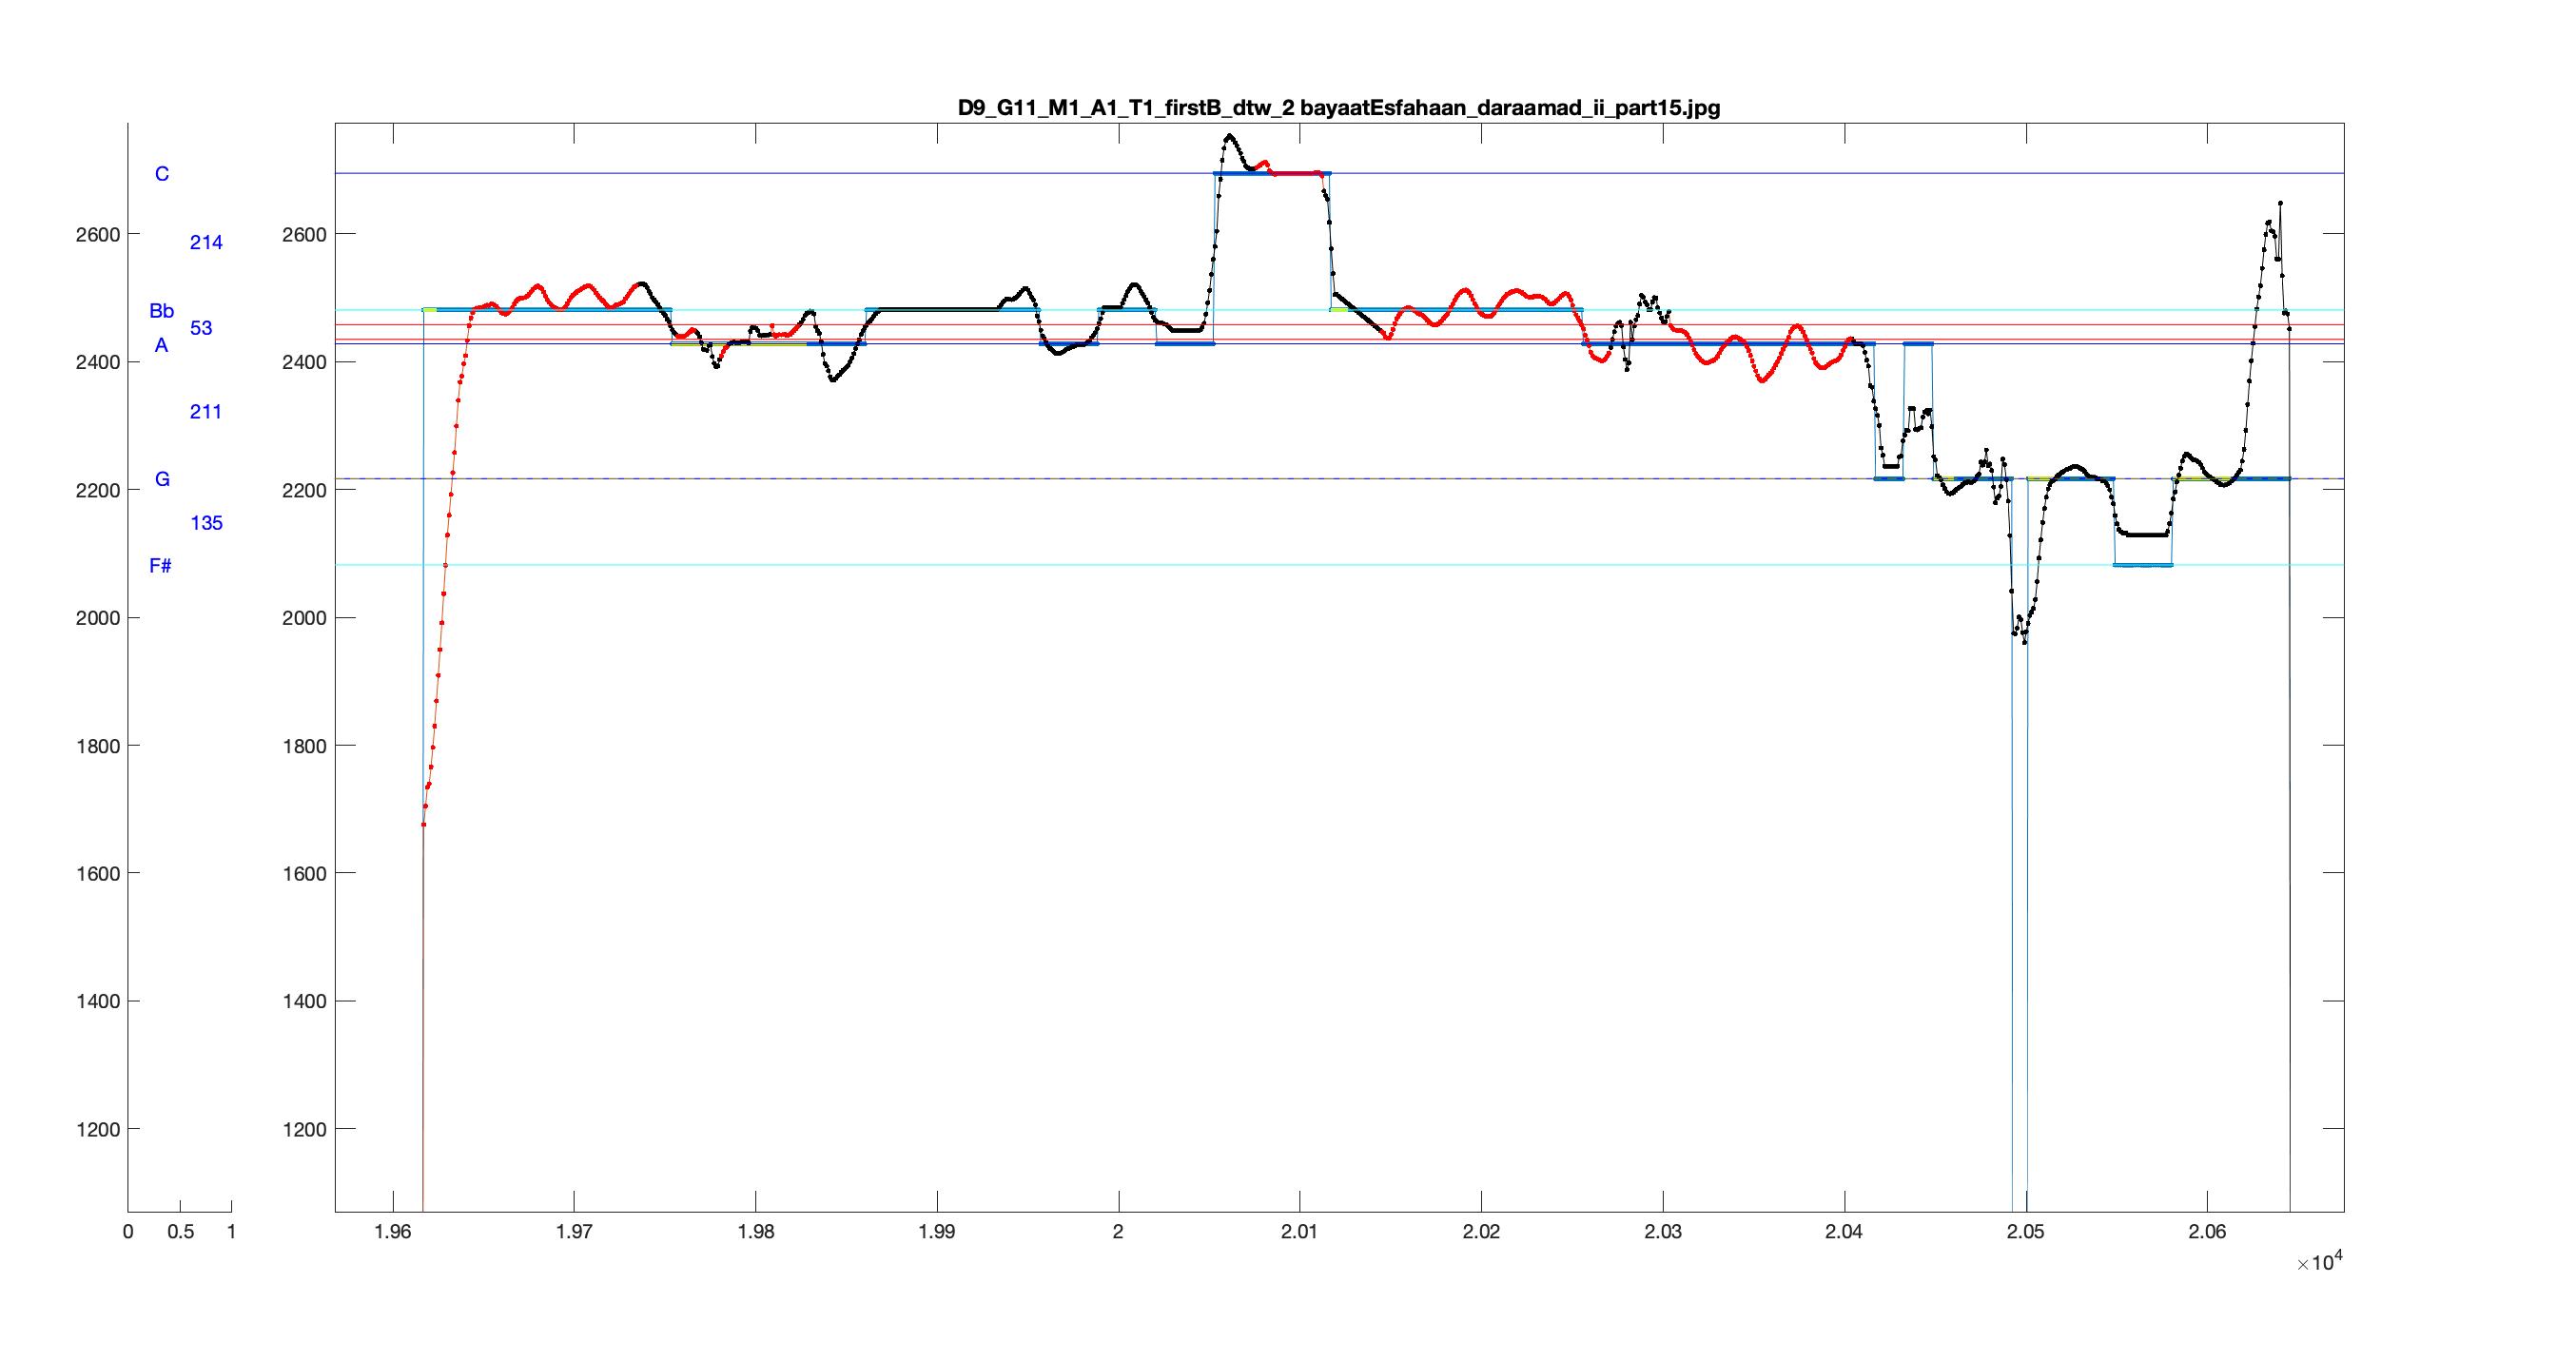 D9_G11_M1_A1_T1_firstB_dtw_2 bayaatEsfahaan_daraamad_ii_part15.jpg
C
2600 214 2600
Bb
53
A
2400 2400
211
G
2200 2200
135
F#
2000 2000
1800 1800
1600 1600
1400 1400
1200 1200
0 0.5 1 1.96 1.97 1.98 1.99 2 2.01 2.02 2.03 2.04 2.05 2.06
×10^4